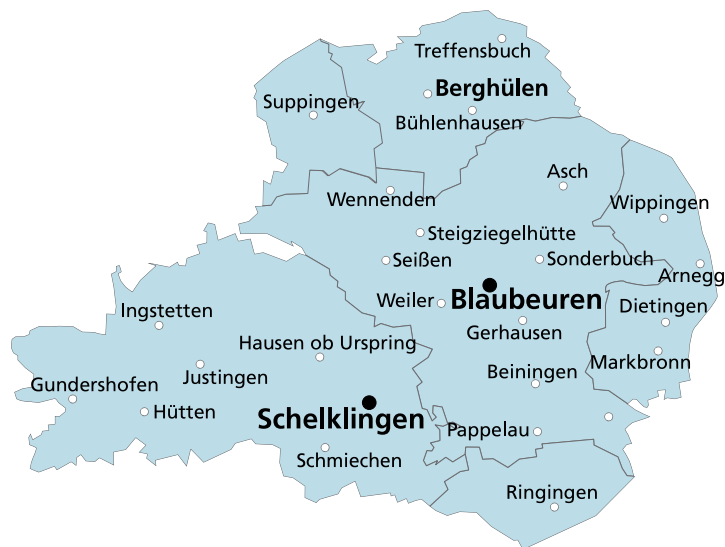 Treffensbuch
Berghülen
Suppingen
Bühlenhausen
Asch
Wennenden
Wippingen
Steigziegelhütte
Seißen
Sonderbuch
Arnegg
Weiler
Blaubeuren
Dietingen
Ingstetten
Gerhausen
Hausen ob Urspring
Markbronn
Justingen
Beiningen
Gundershofen
Hütten
Schelklingen
Pappelau
Schmiechen
Ringingen